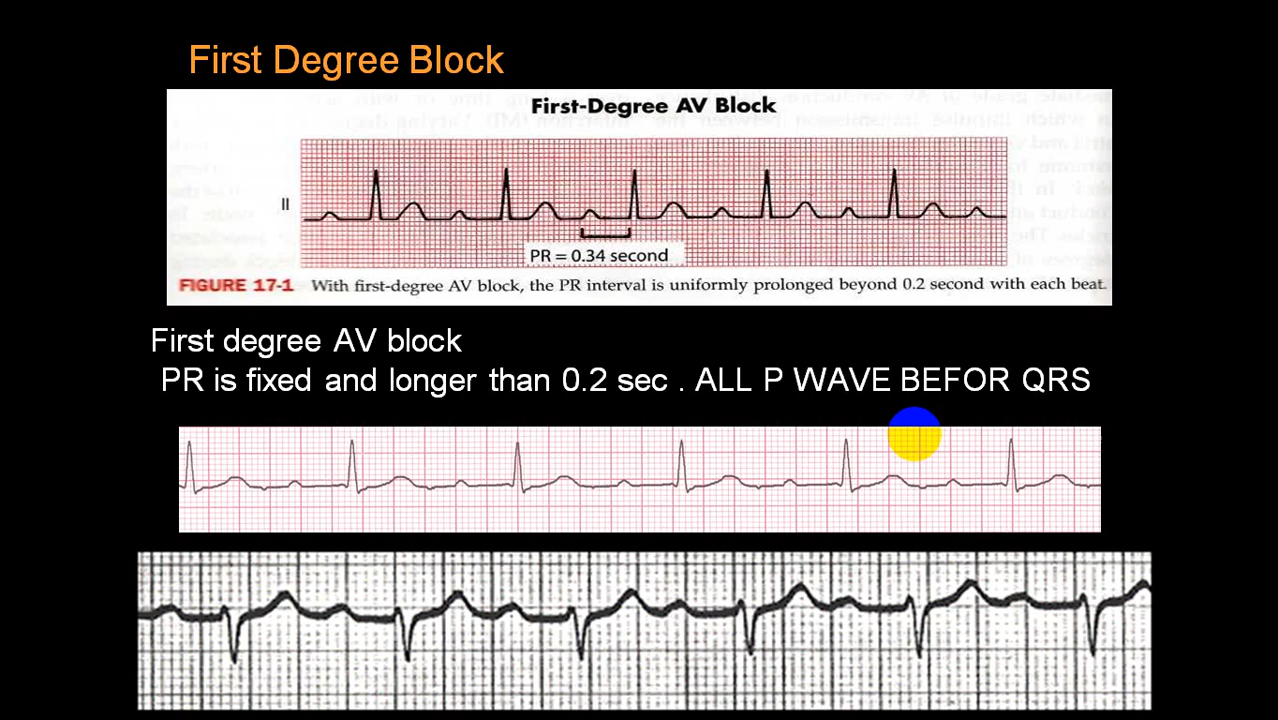 First Degree Block
First-Degree AV Block
II
PR = 0.34 second
FIGURE 17-1 With first-degree AV block, the PR interval is uniformly prolonged beyond 0.2 second with each beat.
First degree AV block
PR is fixed and longer than 0.2 sec . ALL P WAVE BEFOR QRS